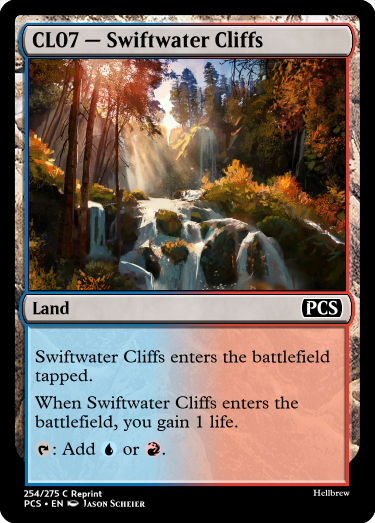 CL07 — Swiftwater Cliffs
Land
PCS
Swiftwater Cliffs enters the battlefield
tapped.
When Swiftwater Cliffs enters the
battlefield, you gain 1 life.
: Add or .
254/275 C Reprint
PCS • EN Jason Scheier
Hellbrew